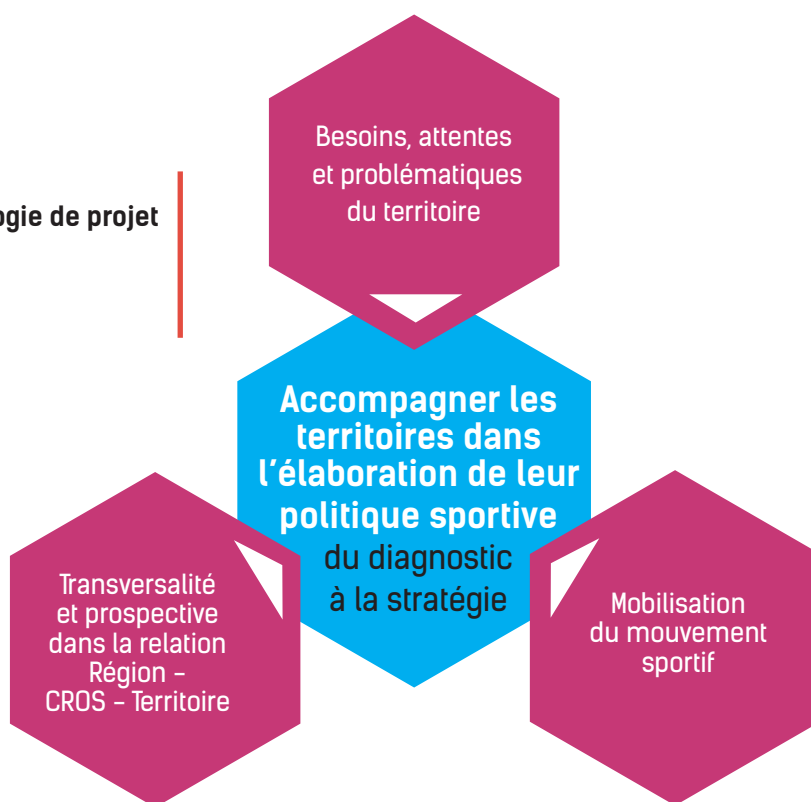 Besoins, attentes
et problématiques
du territoire
de projet
Accompagner les
territoires dans
l'élaboration de leur
politique sportive
du diagnostic
à la stratégie
Transversalité
et prospective
dans la relation
Région –
CROS – Territoire
Mobilisation
du mouvement
sportif